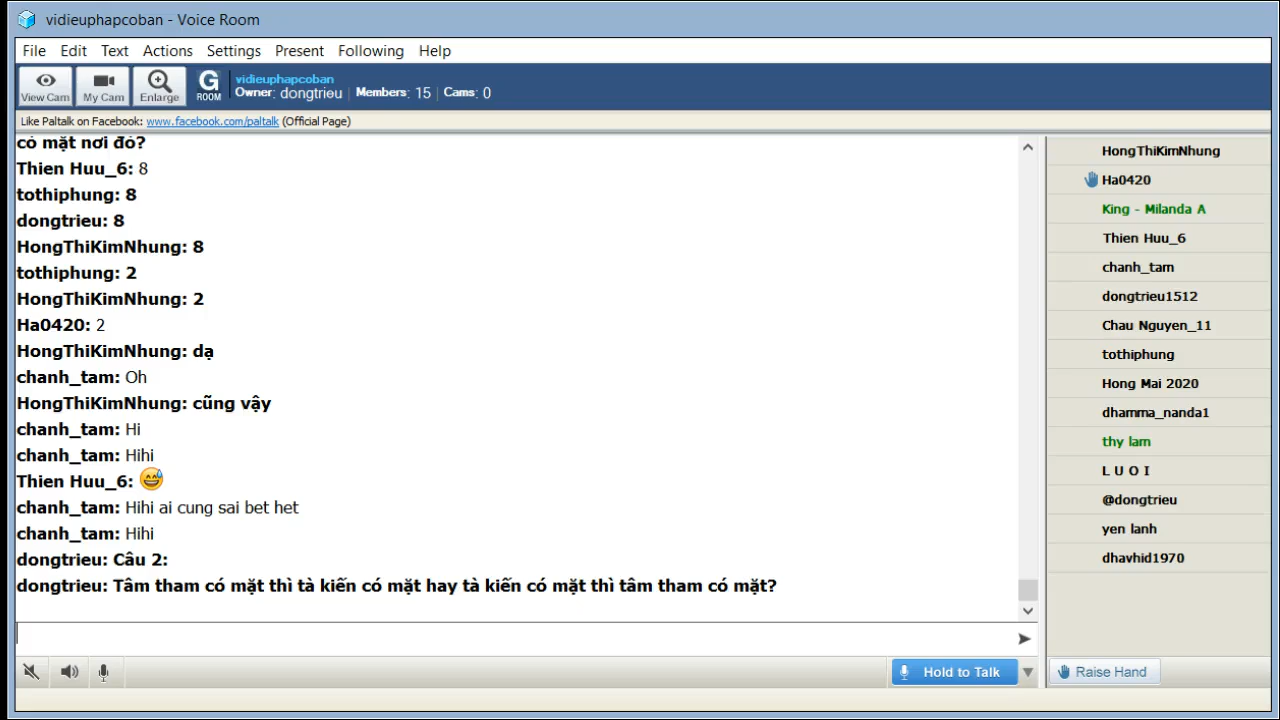 vidieuphapcoban - Voice Room
File Edit Text Actions Settings Present Following Help
View Cam My Cam Enlarge G ROOM
vidieuphapcoban
Owner: dongtrieu | Members: 15 | Cams: 0
Like Paltalk on Facebook: www.facebook.com/paltalk (Official Page)
có mặt nơi đó?
Thien Huu_6: 8
tothiphung: 8
dongtrieu: 8
HongThiKimNhung: 8
tothiphung: 2
HongThiKimNhung: 2
Ha0420: 2
HongThiKimNhung: dạ
chanh_tam: Oh
HongThiKimNhung: cũng vậy
chanh_tam: Hi
chanh_tam: Hihi
Thien Huu_6: 😅
chanh_tam: Hihi ai cung sai bet het
chanh_tam: Hihi
dongtrieu: Câu 2:
dongtrieu: Tâm tham có mặt thì tà kiến có mặt hay tà kiến có mặt thì tâm tham có mặt?
HongThiKimNhung
Ha0420
King - Milanda A
Thien Huu_6
chanh_tam
dongtrieu1512
Chau Nguyen_11
tothiphung
Hong Mai 2020
dhamma_nanda1
thy lam
L U O I
@dongtrieu
yen lanh
dhavhid1970
Hold to Talk
Raise Hand